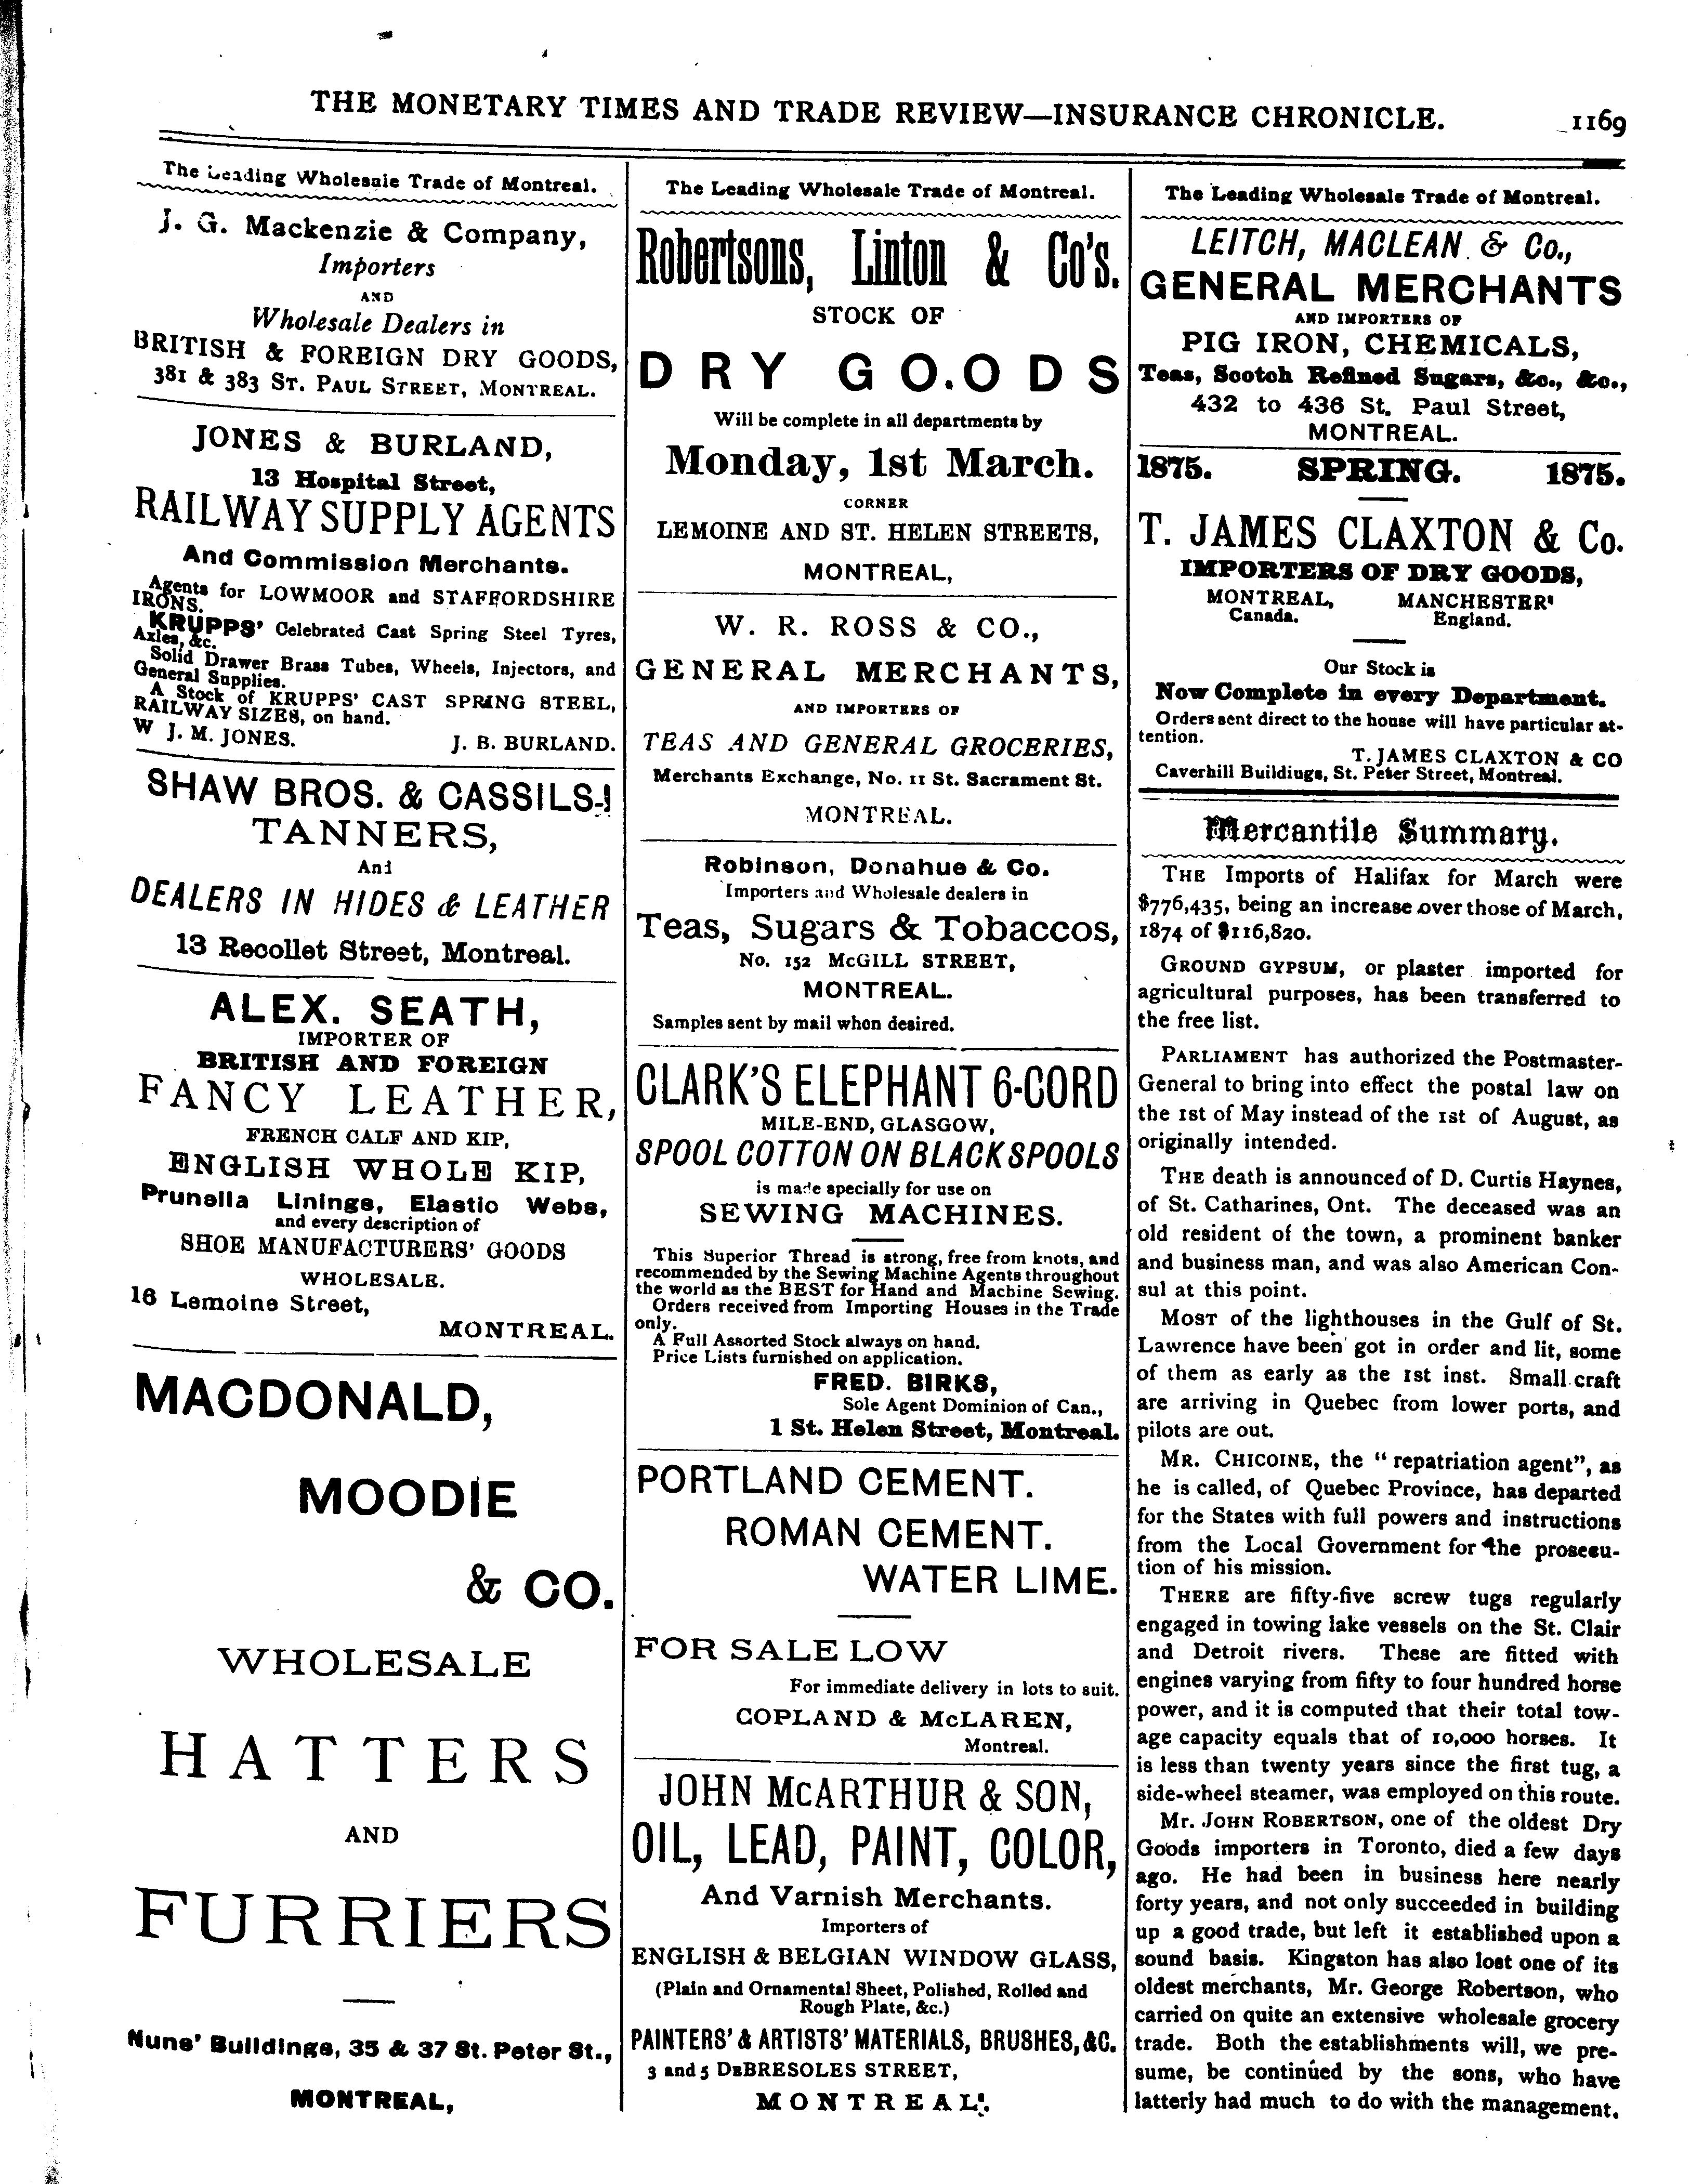 THE MONETARY TIMES AND TRADE REVIEW—INSURANCE CHRONICLE. 1169
The Leading Wholesale Trade of Montreal.
J. G. Mackenzie & Company,
Importers
AND
Wholesale Dealers in
BRITISH & FOREIGN DRY GOODS,
381 & 383 ST. PAUL STREET, MONTREAL.
JONES & BURLAND,
13 Hospital Street,
RAILWAY SUPPLY AGENTS
And Commission Merchants.
Agents for LOWMOOR and STAFFORDSHIRE
IRONS.
KRUPPS' Celebrated Cast Spring Steel Tyres,
Axles, &c.
Solid Drawer Brass Tubes, Wheels, Injectors, and
General Supplies.
A Stock of KRUPPS' CAST SPRING STEEL,
RAILWAY SIZES, on hand.
W J. M. JONES. J. B. BURLAND.
SHAW BROS. & CASSILS,
TANNERS,
And
DEALERS IN HIDES & LEATHER
13 Recollet Street, Montreal.
ALEX. SEATH,
IMPORTER OF
BRITISH AND FOREIGN
FANCY LEATHER,
FRENCH CALF AND KIP,
ENGLISH WHOLE KIP,
Prunella Linings, Elastic Webs,
and every description of
SHOE MANUFACTURERS' GOODS
WHOLESALE.
16 Lemoine Street,
MONTREAL.
MACDONALD,
MOODIE
& CO.
WHOLESALE
HATTERS
AND
FURRIERS
Nuns' Buildings, 35 & 37 St. Peter St.,
MONTREAL,
The Leading Wholesale Trade of Montreal.
Robertsons, Linton & Co's.
STOCK OF
DRY GO.ODS
Will be complete in all departments by
Monday, 1st March.
CORNER
LEMOINE AND ST. HELEN STREETS,
MONTREAL,
W. R. ROSS & CO.,
GENERAL MERCHANTS,
AND IMPORTERS OF
TEAS AND GENERAL GROCERIES,
Merchants Exchange, No. 11 St. Sacrament St.
MONTREAL.
Robinson, Donahue & Co.
Importers and Wholesale dealers in
Teas, Sugars & Tobaccos,
No. 152 McGILL STREET,
MONTREAL.
Samples sent by mail whon desired.
CLARK'S ELEPHANT 6-CORD
MILE-END, GLASGOW,
SPOOL COTTON ON BLACK SPOOLS
is made specially for use on
SEWING MACHINES.
This Superior Thread is strong, free from knots, and
recommended by the Sewing Machine Agents throughout
the world as the BEST for Hand and Machine Sewing.
Orders received from Importing Houses in the Trade
only.
A Full Assorted Stock always on hand.
Price Lists furnished on application.
FRED. BIRKS,
Sole Agent Dominion of Can.,
1 St. Helen Street, Montreal.
PORTLAND CEMENT.
ROMAN CEMENT.
WATER LIME.
FOR SALE LOW
For immediate delivery in lots to suit.
COPLAND & McLAREN,
Montreal.
JOHN McARTHUR & SON,
OIL, LEAD, PAINT, COLOR,
And Varnish Merchants.
Importers of
ENGLISH & BELGIAN WINDOW GLASS,
(Plain and Ornamental Sheet, Polished, Rolled and
Rough Plate, &c.)
PAINTERS' & ARTISTS' MATERIALS, BRUSHES, &C.
3 and 5 DEBRESOLES STREET,
MONTREAL.
The Leading Wholesale Trade of Montreal.
LEITCH, MACLEAN & Co.,
GENERAL MERCHANTS
AND IMPORTERS OF
PIG IRON, CHEMICALS,
Teas, Scotch Refined Sugars, &c., &c.,
432 to 436 St. Paul Street,
MONTREAL.
1875. SPRING. 1875.
T. JAMES CLAXTON & Co.
IMPORTERS OF DRY GOODS,
MONTREAL, MANCHESTER'
Canada. England.
Our Stock is
Now Complete in every Department.
Orders sent direct to the house will have particular at-
tention.
T. JAMES CLAXTON & CO
Caverhill Buildings, St. Peter Street, Montreal.
Mercantile Summary.
THE Imports of Halifax for March were
$776,435, being an increase over those of March,
1874 of $116,820.
GROUND GYPSUM, or plaster imported for
agricultural purposes, has been transferred to
the free list.
PARLIAMENT has authorized the Postmaster-
General to bring into effect the postal law on
the 1st of May instead of the 1st of August, as
originally intended.
THE death is announced of D. Curtis Haynes,
of St. Catharines, Ont. The deceased was an
old resident of the town, a prominent banker
and business man, and was also American Con-
sul at this point.
MOST of the lighthouses in the Gulf of St.
Lawrence have been got in order and lit, some
of them as early as the 1st inst. Small craft
are arriving in Quebec from lower ports, and
pilots are out.
MR. CHICOINE, the "repatriation agent", as
he is called, of Quebec Province, has departed
for the States with full powers and instructions
from the Local Government for the prosecu-
tion of his mission.
THERE are fifty-five screw tugs regularly
engaged in towing lake vessels on the St. Clair
and Detroit rivers. These are fitted with
engines varying from fifty to four hundred horse
power, and it is computed that their total tow-
age capacity equals that of 10,000 horses. It
is less than twenty years since the first tug, a
side-wheel steamer, was employed on this route.
Mr. JOHN ROBERTSON, one of the oldest Dry
Goods importers in Toronto, died a few days
ago. He had been in business here nearly
forty years, and not only succeeded in building
up a good trade, but left it established upon a
sound basis. Kingston has also lost one of its
oldest merchants, Mr. George Robertson, who
carried on quite an extensive wholesale grocery
trade. Both the establishments will, we pre-
sume, be continued by the sons, who have
latterly had much to do with the management.